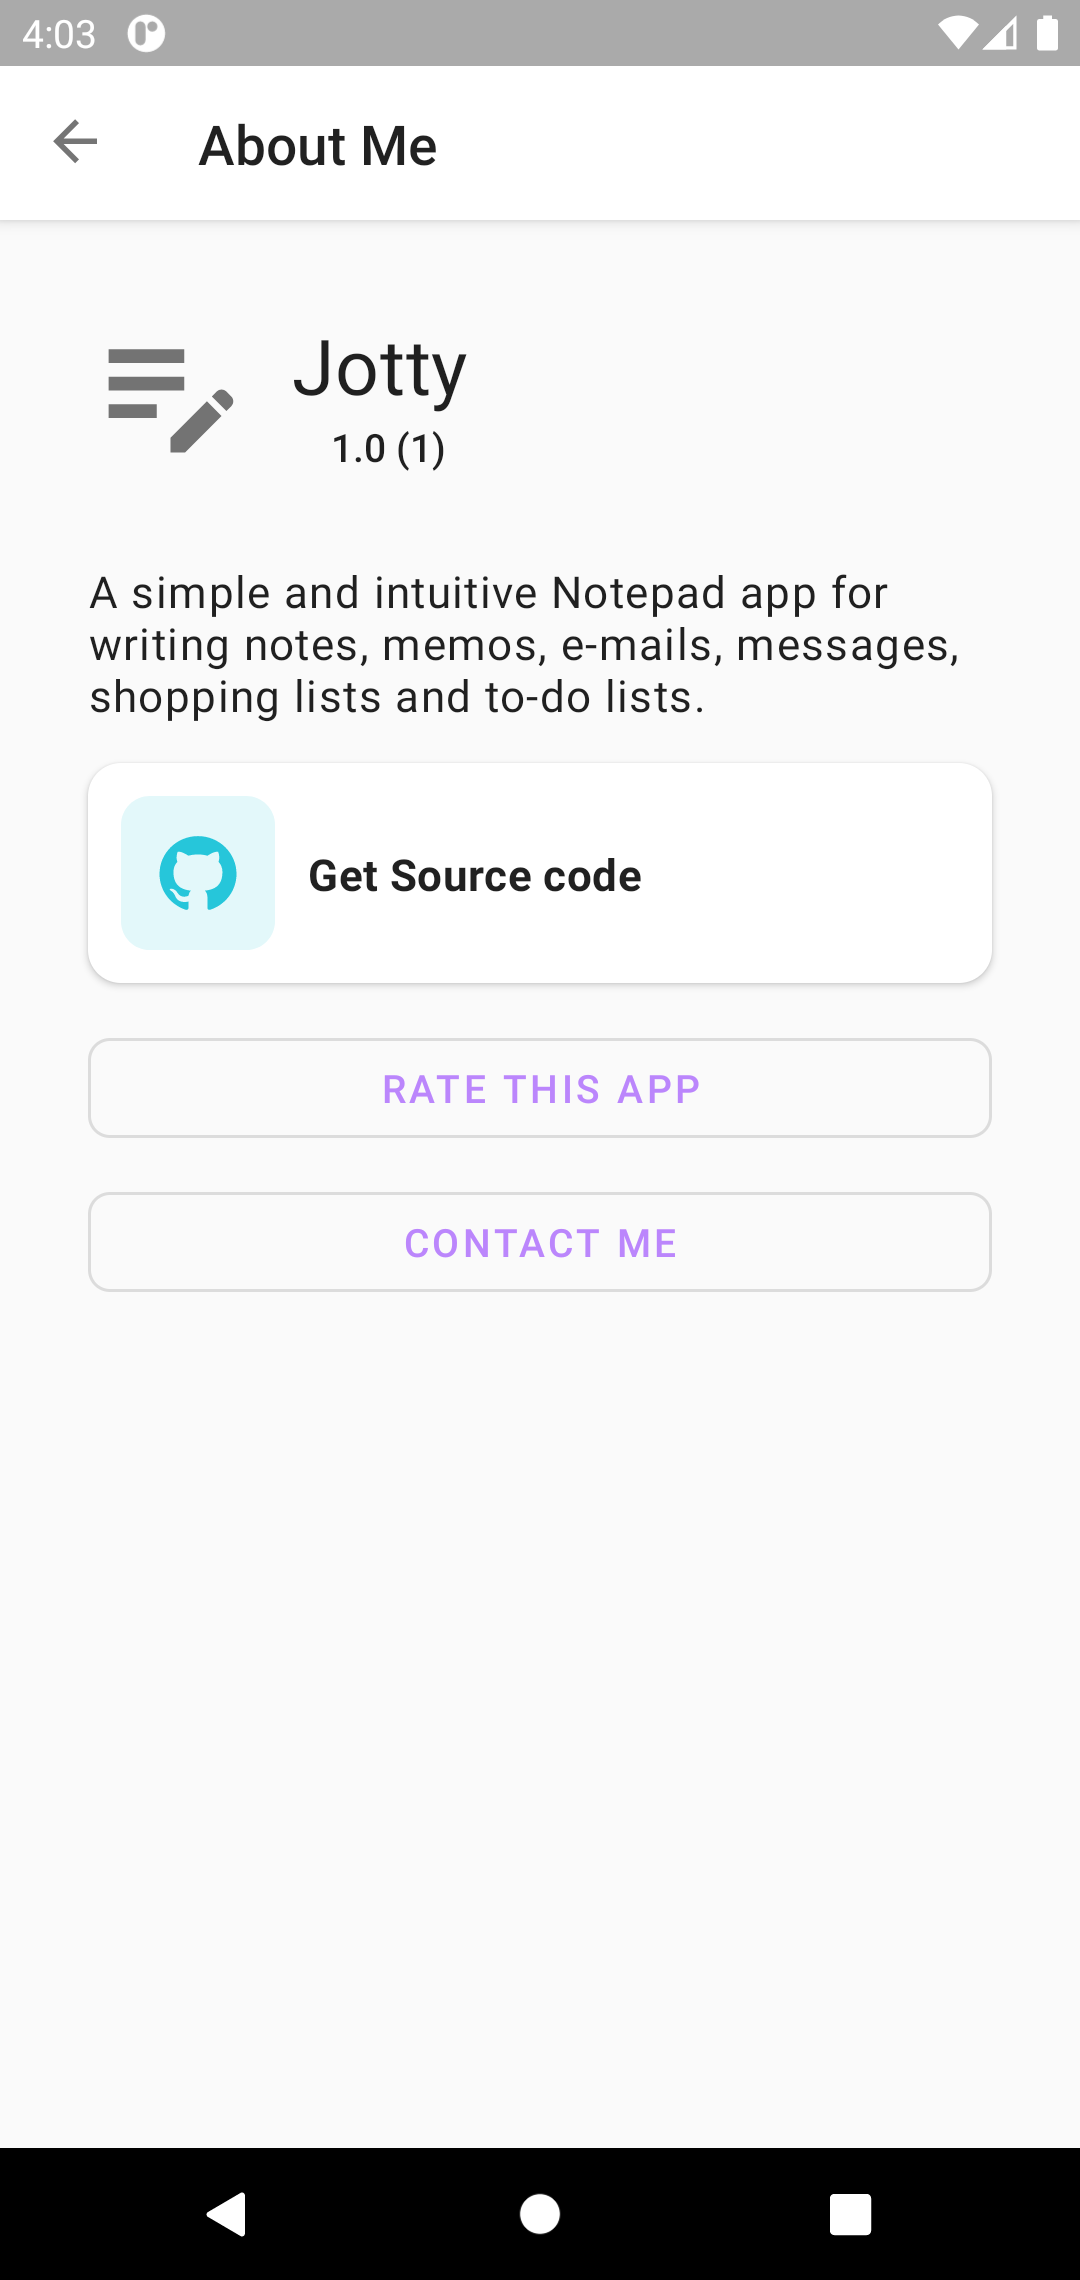 4:03
About Me
Jotty
1.0 (1)
A simple and intuitive Notepad app for
writing notes, memos, e-mails, messages,
shopping lists and to-do lists.
Get Source code
RATE THIS APP
CONTACT ME